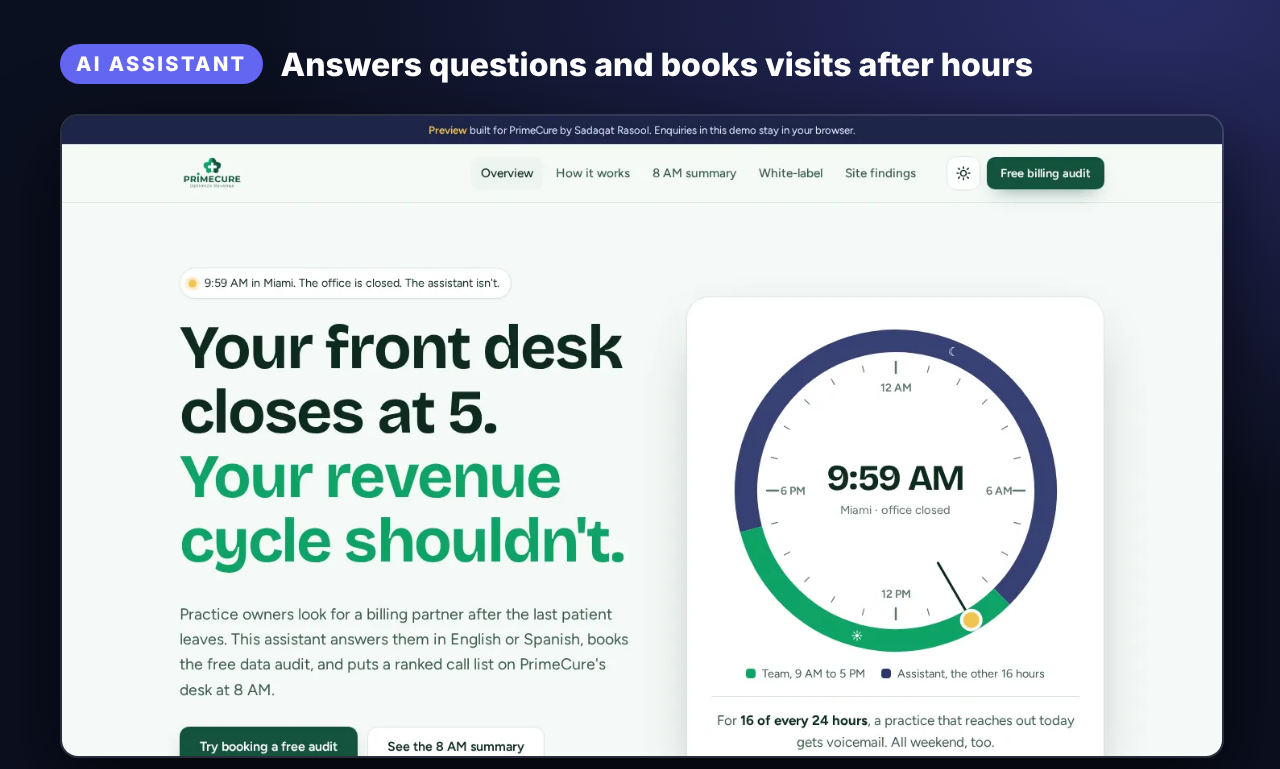 AI ASSISTANT
Answers questions and books visits after hours
Preview built for PrimeCure by Sadaqat Rasool. Enquiries in this demo stay in your browser.
PRIMECURE
Optimize Revenue
Overview
How it works
8 AM summary
White-label
Site findings
Free billing audit
9:59 AM in Miami. The office is closed. The assistant isn't.
Your front desk
closes at 5.
Your revenue
cycle shouldn't.
Practice owners look for a billing partner after the last patient
leaves. This assistant answers them in English or Spanish, books
the free data audit, and puts a ranked call list on PrimeCure's
desk at 8 AM.
Try booking a free audit
See the 8 AM summary
12 AM
6 PM
9:59 AM
6 AM
Miami · office closed
12 PM
Team, 9 AM to 5 PM
Assistant, the other 16 hours
For 16 of every 24 hours, a practice that reaches out today
gets voicemail. All weekend, too.